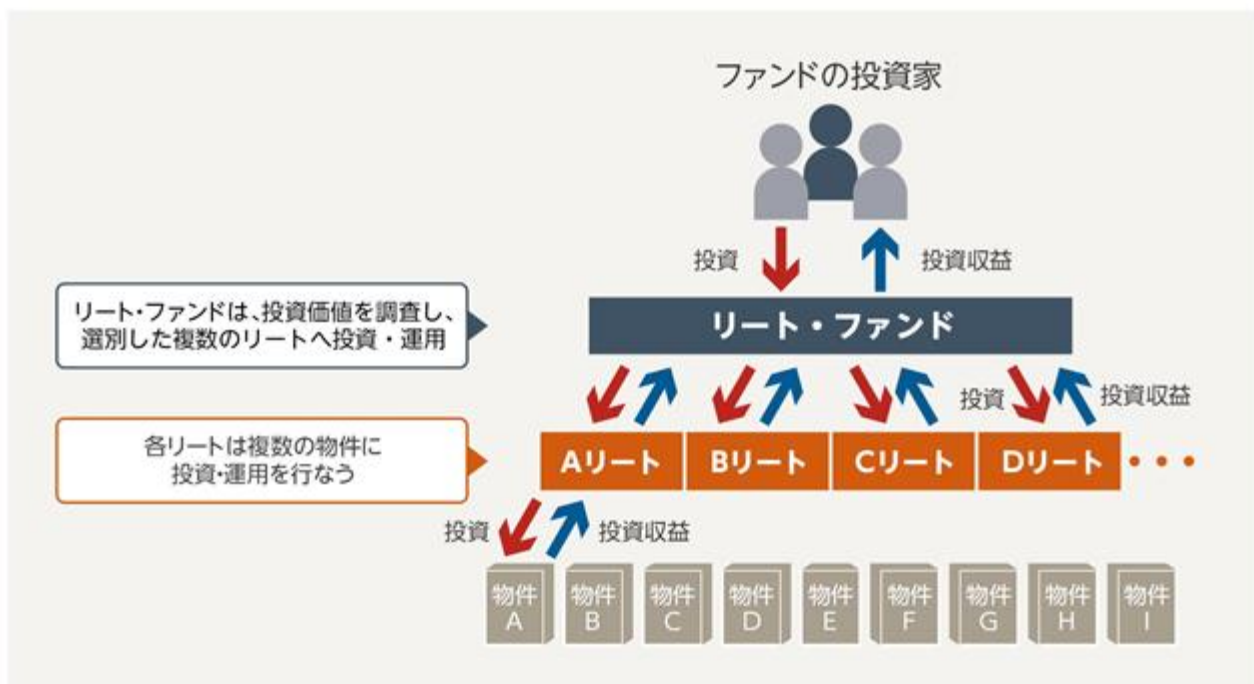 ファンドの投資家
投資
投資収益
リート・ファンドは、投資価値を調査し、
選別した複数のリートへ投資・運用
リート・ファンド
投資
投資収益
各リートは複数の物件に
投資・運用を行なう
Aリート
Bリート
Cリート
Dリート
・・・
投資
投資収益
物件
A
物件
B
物件
C
物件
D
物件
E
物件
F
物件
G
物件
H
物件
I